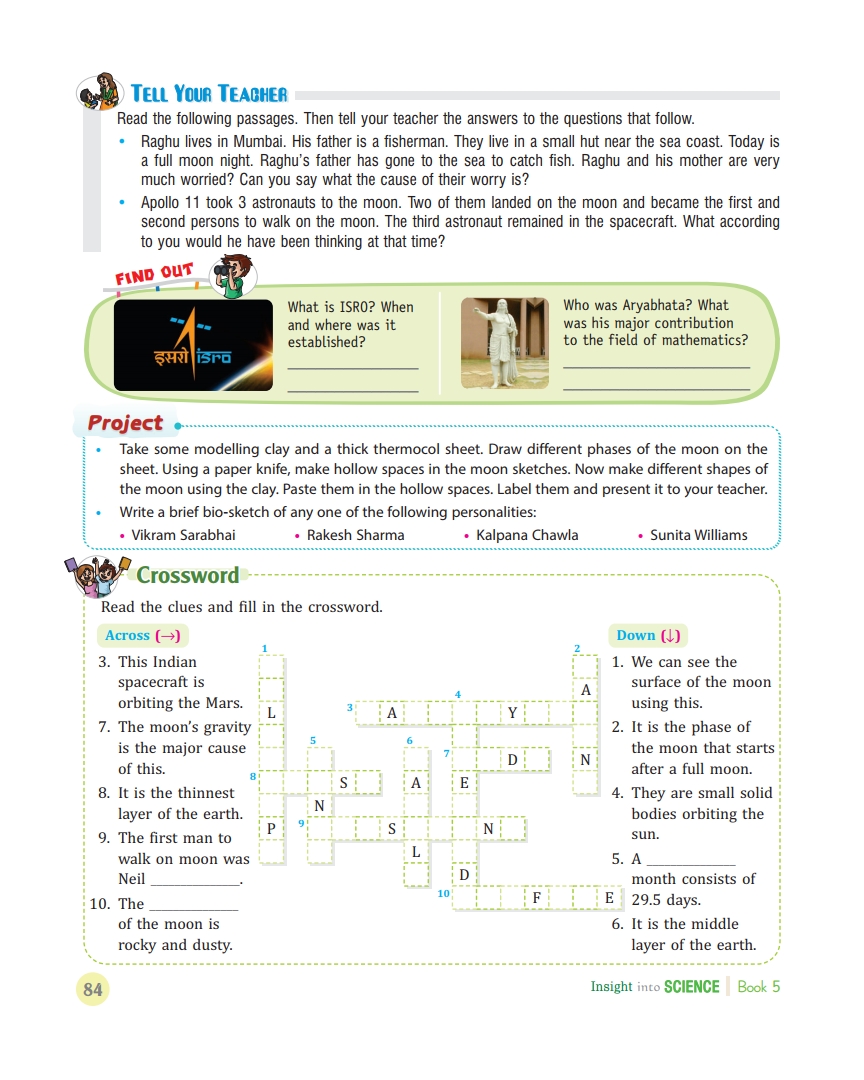 TELL YOUR TEACHER
Read the following passages. Then tell your teacher the answers to the questions that follow.
• Raghu lives in Mumbai. His father is a fisherman. They live in a small hut near the sea coast. Today is
a full moon night. Raghu's father has gone to the sea to catch fish. Raghu and his mother are very
much worried? Can you say what the cause of their worry is?
• Apollo 11 took 3 astronauts to the moon. Two of them landed on the moon and became the first and
second persons to walk on the moon. The third astronaut remained in the spacecraft. What according
to you would he have been thinking at that time?
FIND OUT
इसरो isro
What is ISRO? When
and where was it
established?
Who was Aryabhata? What
was his major contribution
to the field of mathematics?
Project
• Take some modelling clay and a thick thermocol sheet. Draw different phases of the moon on the
sheet. Using a paper knife, make hollow spaces in the moon sketches. Now make different shapes of
the moon using the clay. Paste them in the hollow spaces. Label them and present it to your teacher.
• Write a brief bio-sketch of any one of the following personalities:
• Vikram Sarabhai • Rakesh Sharma • Kalpana Chawla • Sunita Williams
Crossword
Read the clues and fill in the crossword.
Across (→)
3. This Indian
spacecraft is
orbiting the Mars.
7. The moon's gravity
is the major cause
of this.
8. It is the thinnest
layer of the earth.
9. The first man to
walk on moon was
Neil ____________.
10. The ____________
of the moon is
rocky and dusty.
1 2
A
4
L 3 A Y
5 6 7 D N
8 S A E
N
P 9 S N
L
D
10 F E
Down (↓)
1. We can see the
surface of the moon
using this.
2. It is the phase of
the moon that starts
after a full moon.
4. They are small solid
bodies orbiting the
sun.
5. A ____________
month consists of
29.5 days.
6. It is the middle
layer of the earth.
84
Insight into SCIENCE | Book 5